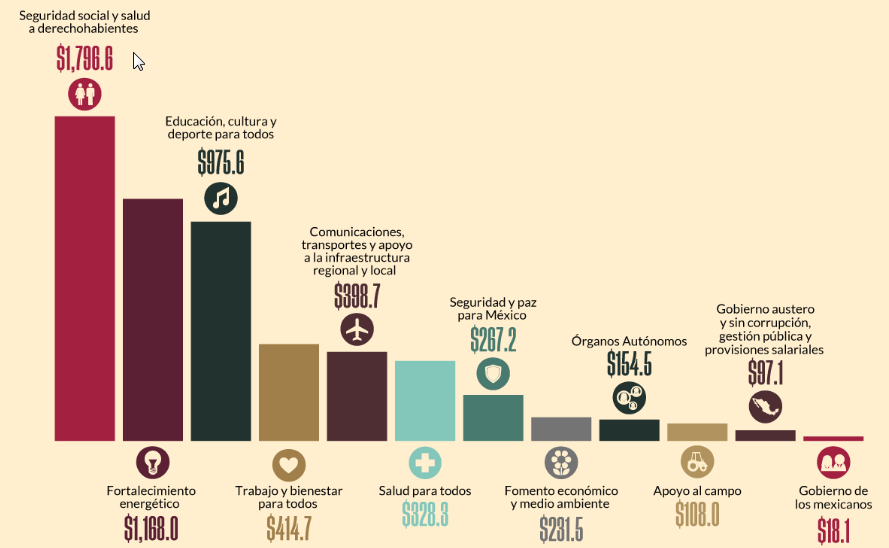 Seguridad social y salud
a derechohabientes
$1,796.6
Educación, cultura y
deporte para todos
$975.6
Comunicaciones,
transportes y apoyo
a la infraestructura
regional y local
$398.7
Seguridad y paz
para México
$267.2
Órganos Autónomos
$154.5
Gobierno austero
y sin corrupción,
gestión pública y
provisiones salariales
$97.1
Fortalecimiento
energético
$1,168.0
Trabajo y bienestar
para todos
$414.7
Salud para todos
$328.3
Fomento económico
y medio ambiente
$231.5
Apoyo al campo
$108.0
Gobierno de
los mexicanos
$18.1